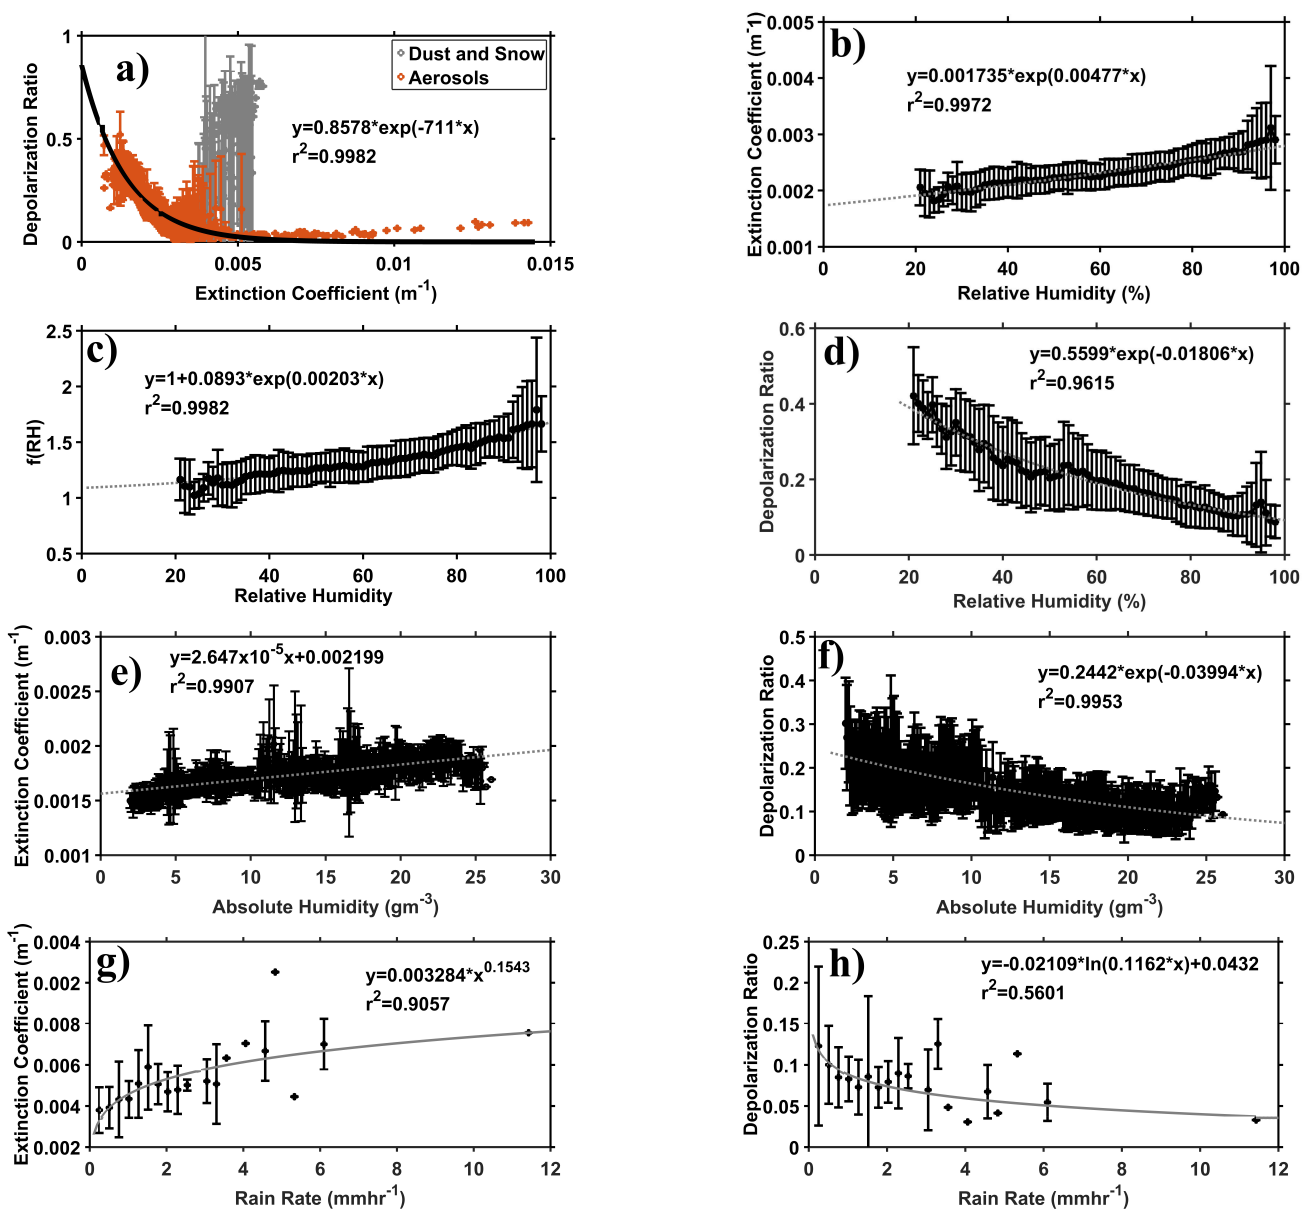 a)
Dust and Snow
Aerosols
y=0.8578*exp(-711*x)
r²=0.9982
Depolarization Ratio
1
0.5
0
0
0.005
0.01
0.015
Extinction Coefficient (m⁻¹)
b)
y=0.001735*exp(0.00477*x)
r²=0.9972
Extinction Coefficient (m⁻¹)
0.005
0.004
0.003
0.002
0.001
0
20
40
60
80
100
Relative Humidity (%)
c)
y=1+0.0893*exp(0.00203*x)
r²=0.9982
f(RH)
2.5
2
1.5
1
0.5
0
20
40
60
80
100
Relative Humidity
d)
y=0.5599*exp(-0.01806*x)
r²=0.9615
Depolarization Ratio
0.6
0.4
0.2
0
0
20
40
60
80
100
Relative Humidity (%)
e)
y=2.647x10⁻⁵x+0.002199
r²=0.9907
Extinction Coefficient (m⁻¹)
0.003
0.0025
0.002
0.0015
0.001
0
5
10
15
20
25
30
Absolute Humidity (gm⁻³)
f)
y=0.2442*exp(-0.03994*x)
r²=0.9953
Depolarization Ratio
0.5
0.4
0.3
0.2
0.1
0
0
5
10
15
20
25
30
Absolute Humidity (gm⁻³)
g)
y=0.003284*x⁰·¹⁵⁴³
r²=0.9057
Extinction Coefficient (m⁻¹)
0.004
0.002
0.008
0.006
0.004
0.002
0
2
4
6
8
10
12
Rain Rate (mmhr⁻¹)
h)
y=-0.02109*ln(0.1162*x)+0.0432
r²=0.5601
Depolarization Ratio
0.25
0.2
0.15
0.1
0.05
0
0
2
4
6
8
10
12
Rain Rate (mmhr⁻¹)